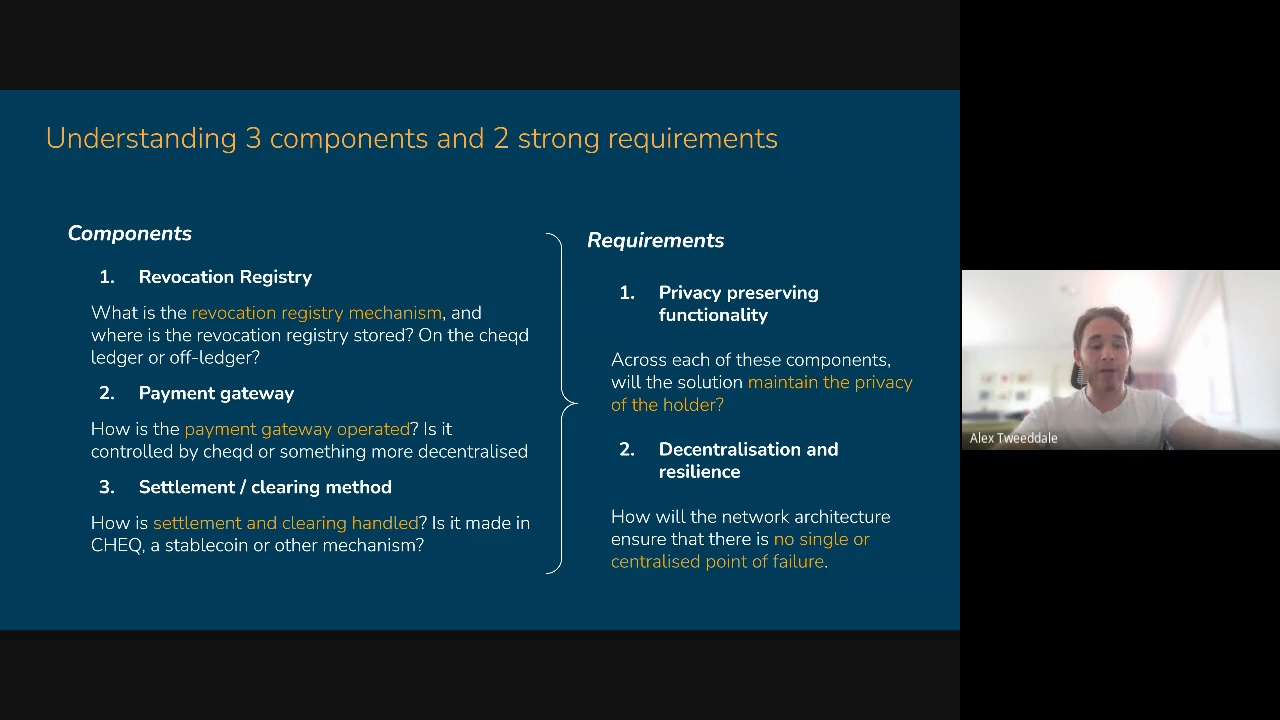 Understanding 3 components and 2 strong requirements
Components
1. Revocation Registry
What is the revocation registry mechanism, and
where is the revocation registry stored? On the cheqd
ledger or off-ledger?
2. Payment gateway
How is the payment gateway operated? Is it
controlled by cheqd or something more decentralised
3. Settlement / clearing method
How is settlement and clearing handled? Is it made in
CHEQ, a stablecoin or other mechanism?
Requirements
1. Privacy preserving
functionality
Across each of these components,
will the solution maintain the privacy
of the holder?
2. Decentralisation and
resilience
How will the network architecture
ensure that there is no single or
centralised point of failure.
Alex Tweeddale